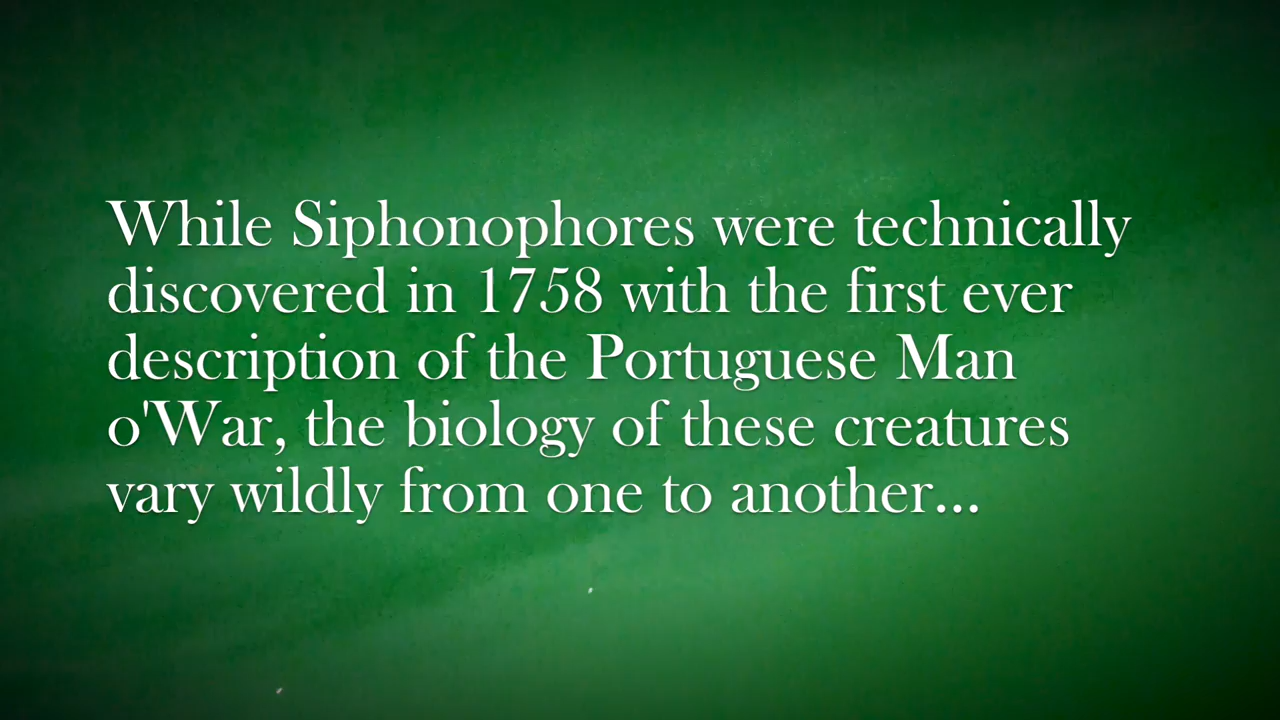 While Siphonophores were technically
discovered in 1758 with the first ever
description of the Portuguese Man
o'War, the biology of these creatures
vary wildly from one to another...